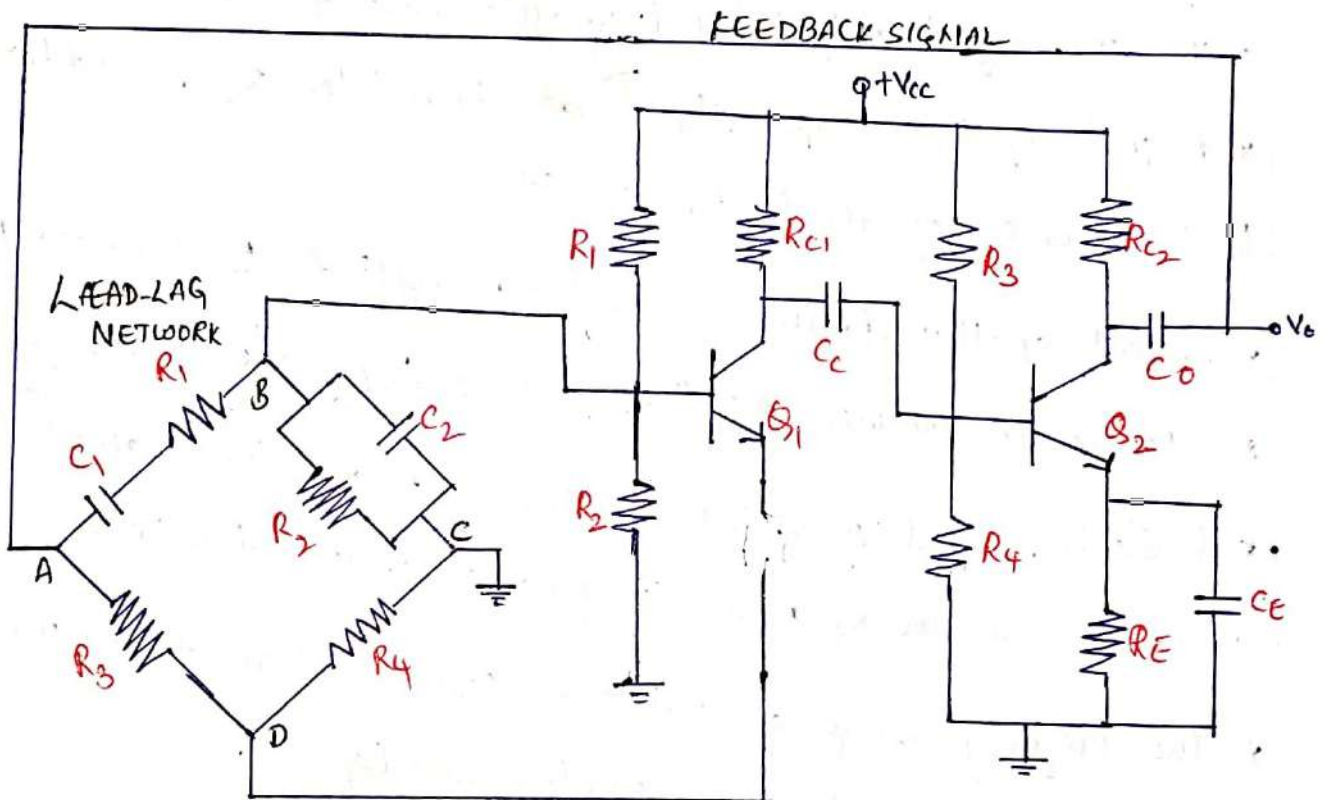 FEEDBACK SIGNAL
+Vcc
R1
RC1
R3
RC2
LEAD-LAG
NETWORK
R1
B
C2
C1
R2
C
A
R3
R4
D
Cc
Q1
R2
Vo
Co
Q2
R4
RE
CE